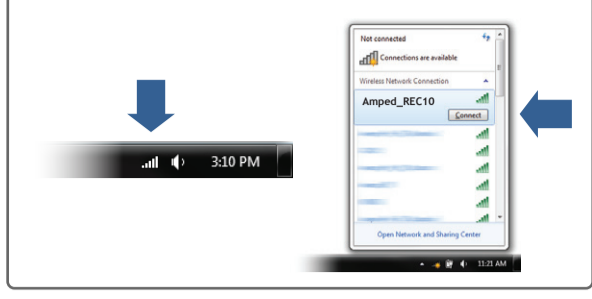 3:10 PM
Not connected
Connections are available
Wireless Network Connection
Amped_REC10
Connect
Open Network and Sharing Center
11:21 AM